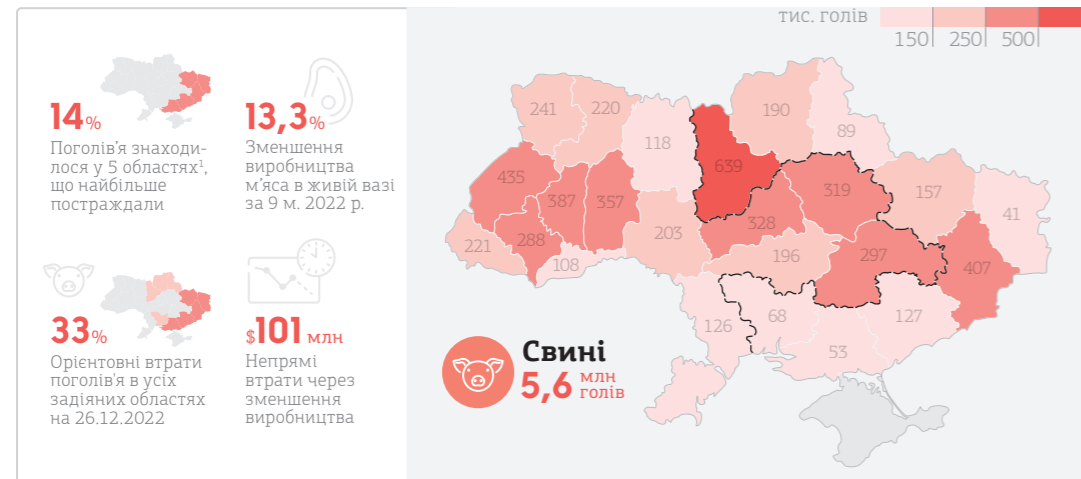 14%
Поголів'я знаходи-
лося у 5 областях¹,
що найбільше
постраждали
13,3%
Зменшення
виробництва
м'яса в живій вазі
за 9 м. 2022 р.
33%
Орієнтовні втрати
поголів'я в усіх
задіяних областях
на 26.12.2022
$101 млн
Непрямі
втрати через
зменшення
виробництва
тис. голів
150 250 500
241
220
118
190
89
639
435
387
357
319
157
41
288
328
221
203
196
297
407
108
126
68
127
53
Свині
5,6 млн голів